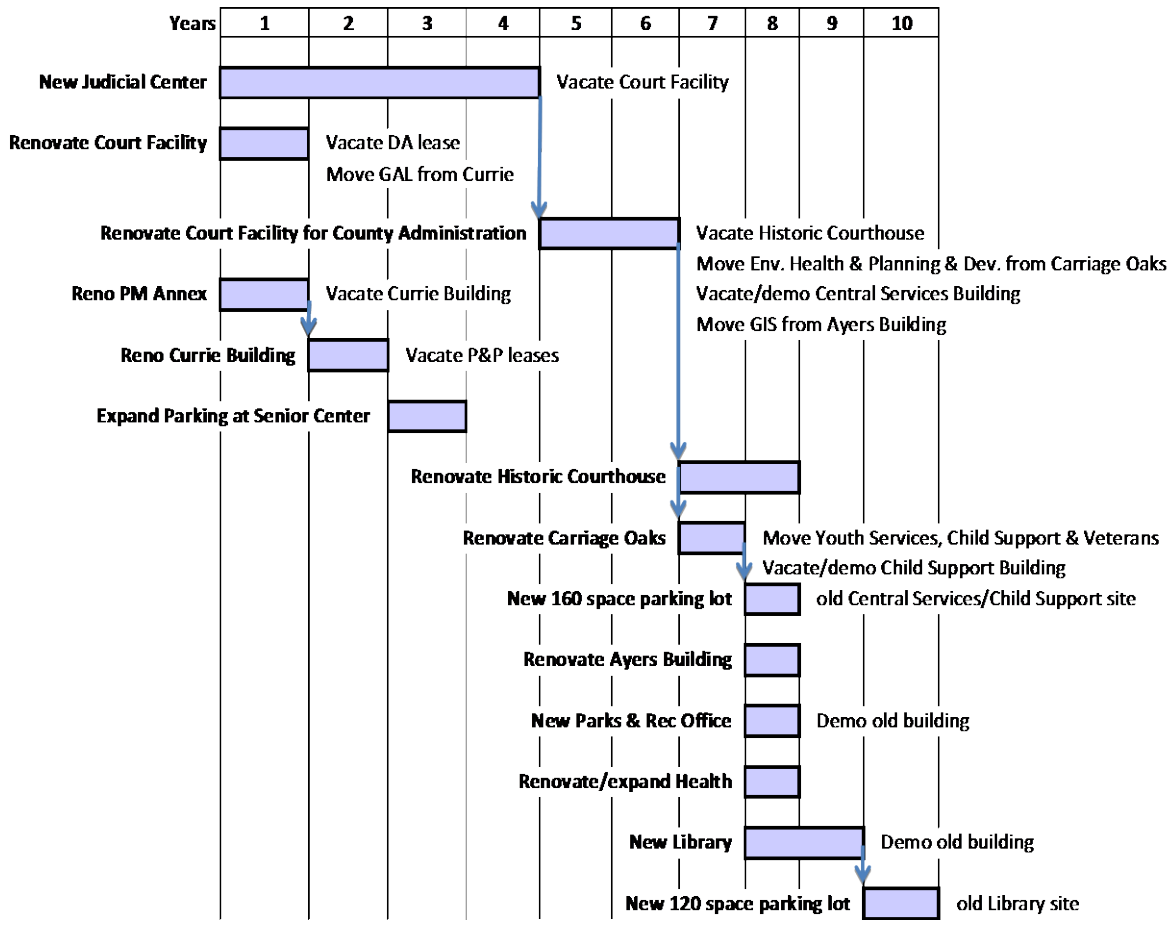 Years 1 2 3 4 5 6 7 8 9 10
New Judicial Center Vacate Court Facility
Renovate Court Facility Vacate DA lease
Move GAL from Currie
Renovate Court Facility for County Administration Vacate Historic Courthouse
Move Env. Health & Planning & Dev. from Carriage Oaks
Reno PM Annex Vacate Currie Building Vacate/demo Central Services Building
Move GIS from Ayers Building
Reno Currie Building Vacate P&P leases
Expand Parking at Senior Center
Renovate Historic Courthouse
Renovate Carriage Oaks Move Youth Services, Child Support & Veterans
Vacate/demo Child Support Building
New 160 space parking lot old Central Services/Child Support site
Renovate Ayers Building
New Parks & Rec Office Demo old building
Renovate/expand Health
New Library Demo old building
New 120 space parking lot old Library site